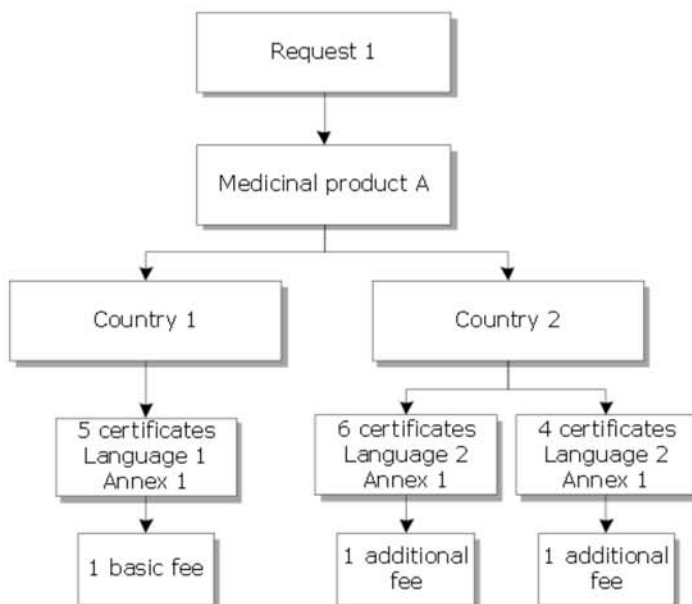 Request 1
Medicinal product A
Country 1
Country 2
5 certificates
Language 1
Annex 1
6 certificates
Language 2
Annex 1
4 certificates
Language 2
Annex 1
1 basic fee
1 additional
fee
1 additional
fee